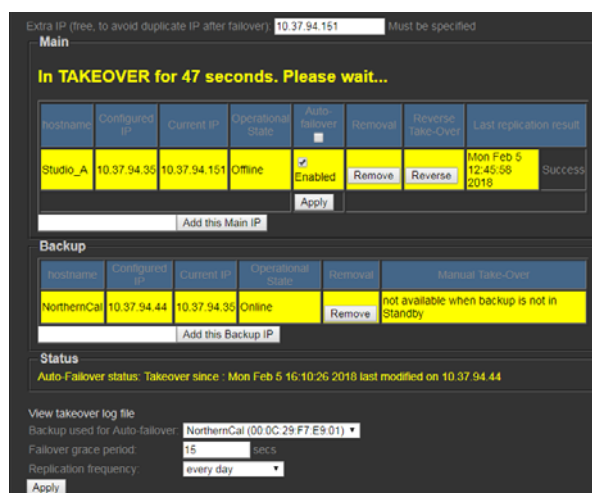 Extra IP (free, to avoid duplicate IP after failover): 10.37.94.151 Must be specified
Main
In TAKEOVER for 47 seconds. Please wait...
hostname Configured IP Current IP Operational State Auto-failover Removal Reverse Take-Over Last replication result
Studio_A 10.37.94.35 10.37.94.151 Offline Enabled Remove Reverse Mon Feb 5 12:45:58 2018 Success
Apply
Add this Main IP
Backup
hostname Configured IP Current IP Operational State Removal Manual Take-Over
NorthernCal 10.37.94.44 10.37.94.35 Online Remove not available when backup is not in Standby
Add this Backup IP
Status
Auto-Failover status: Takeover since : Mon Feb 5 16:10:26 2018 last modified on 10.37.94.44
View takeover log file
Backup used for Auto-failover: NorthernCal (00:0C:29:F7:E9:01)
Failover grace period: 15 secs
Replication frequency: every day
Apply